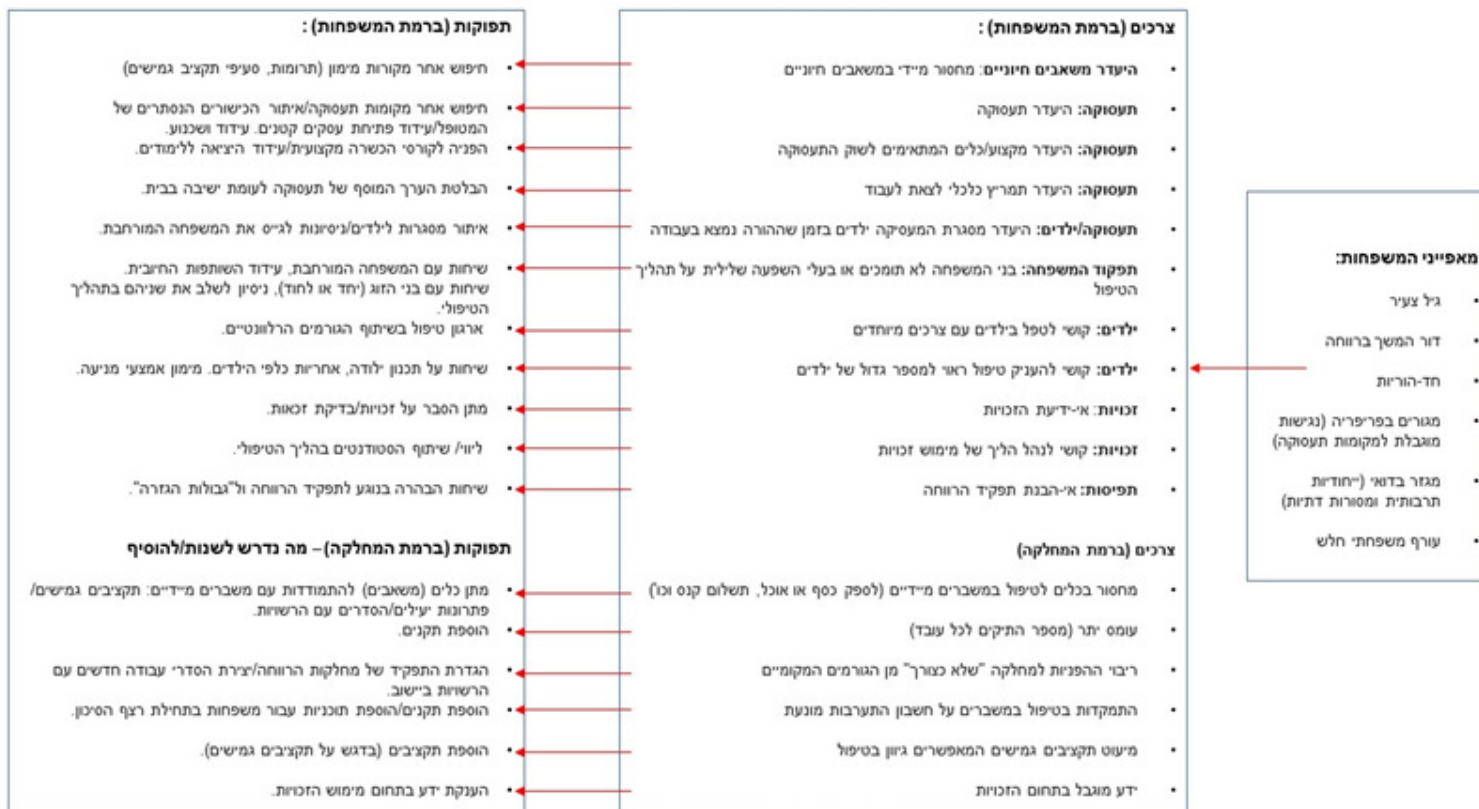 מאפייני המשפחות:
• גיל צעיר
• דור המשך ברווחה
• חד-הוריות
• מגורים בפריפריה (נגישות
מוגבלת למקומות תעסוקה)
• מגזר בדואי (ייחודיות
תרבותית ומסורות דתיות)
• עורף משפחתי חלש
צרכים (ברמת המשפחות) :
• היעדר משאבים חיוניים: מחסור מיידי במשאבים חיוניים
• תעסוקה: היעדר תעסוקה
• תעסוקה: היעדר מקצוע/כלים המתאימים לשוק התעסוקה
• תעסוקה: היעדר תמריץ כלכלי לצאת לעבוד
• תעסוקה/ילדים: היעדר מסגרת המעסיקה ילדים בזמן שההורה נמצא בעבודה
• תפקוד המשפחה: בני המשפחה לא תומכים או בעלי השפעה שלילית על תהליך
הטיפול
• ילדים: קושי לטפל בילדים עם צרכים מיוחדים
• ילדים: קושי להעניק טיפול ראוי למספר גדול של ילדים
• זכויות: אי-ידיעת הזכויות
• זכויות: קושי לנהל הליך של מימוש זכויות
• תפיסות: אי-הבנת תפקיד הרווחה
צרכים (ברמת המחלקה)
• מחסור בכלים לטיפול במשברים מיידיים (לספק כסף או אוכל, תשלום קנס וכו')
• עומס יתר (מספר התיקים לכל עובד)
• ריבוי ההפניות למחלקה "שלא כצורך" מן הגורמים המקומיים
• התמקדות בטיפול במשברים על חשבון התערבות מונעת
• מיעוט תקציבים גמישים המאפשרים גיוון בטיפול
• ידע מוגבל בתחום הזכויות
תפוקות (ברמת המשפחות) :
• חיפוש אחר מקורות מימון (תרומות, סעיפי תקציב גמישים)
• חיפוש אחר מקומות תעסוקה/איתור הכישורים הנסתרים של
המטופל/עידוד פתיחת עסקים קטנים. עידוד ושכנוע.
• הפניה לקורסי הכשרה מקצועית/עידוד היציאה ללימודים.
• הבלטת הערך המוסף של תעסוקה לעומת ישיבה בבית.
• איתור מסגרות לילדים/ניסיונות לגייס את המשפחה המורחבת.
• שיחות עם המשפחה המורחבת, עידוד השותפות החיובית.
שיחות עם בני הזוג (יחד או לחוד), ניסיון לשלב את שניהם בתהליך
הטיפולי.
• ארגון טיפול בשיתוף הגורמים הרלוונטיים.
• שיחות על תכנון ילודה, אחריות כלפי הילדים. מימון אמצעי מניעה.
• מתן הסבר על זכויות/בדיקת זכאות.
• ליווי/ שיתוף הסטודנטים בהליך הטיפולי.
• שיחות הבהרה בנוגע לתפקיד הרווחה ול"גבולות הגזרה".
תפוקות (ברמת המחלקה) – מה נדרש לשנות/להוסיף
• מתן כלים (משאבים) להתמודדות עם משברים מיידיים: תקציבים גמישים/
פתרונות יעילים/הסדרים עם הרשויות.
• הוספת תקנים.
• הגדרת התפקיד של מחלקות הרווחה/יצירת הסדרי עבודה חדשים עם
הרשויות ביישוב.
• הוספת תקנים/הוספת תוכניות עבור משפחות בתחילת רצף הסיכון.
• הוספת תקציבים (בדגש על תקציבים גמישים).
• הענקת ידע בתחום מימוש הזכויות.